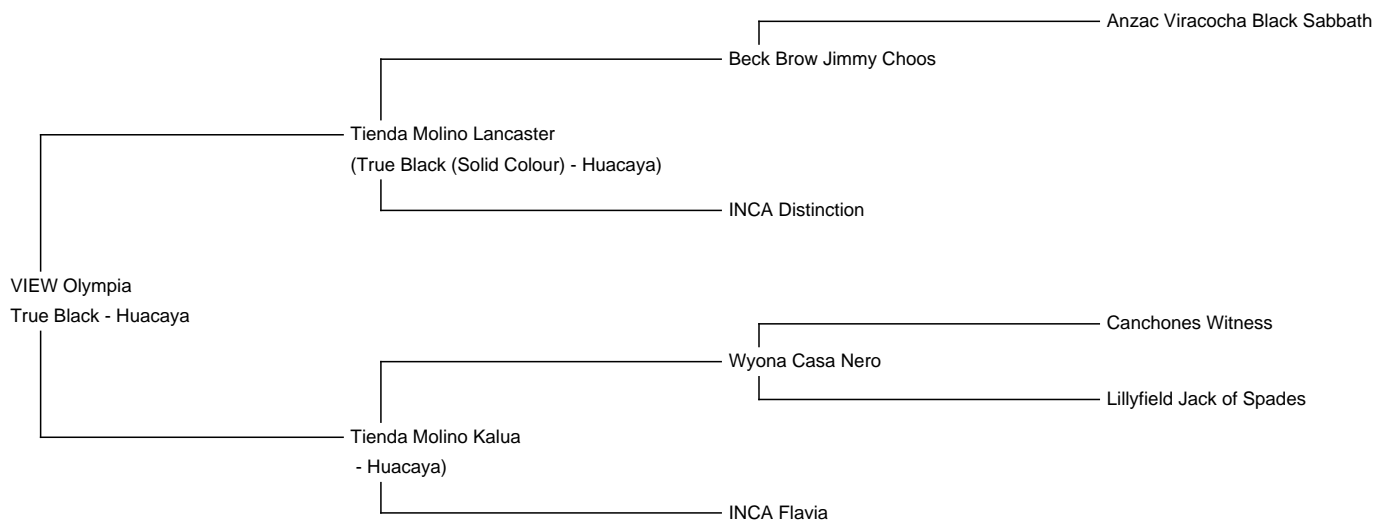 Anzac Viracocha Black Sabbath
Beck Brow Jimmy Choos
Tienda Molino Lancaster
(True Black (Solid Colour) - Huacaya)
INCA Distinction
VIEW Olympia
True Black - Huacaya
Canchones Witness
Wyona Casa Nero
Lillyfield Jack of Spades
Tienda Molino Kalua
- Huacaya)
INCA Flavia